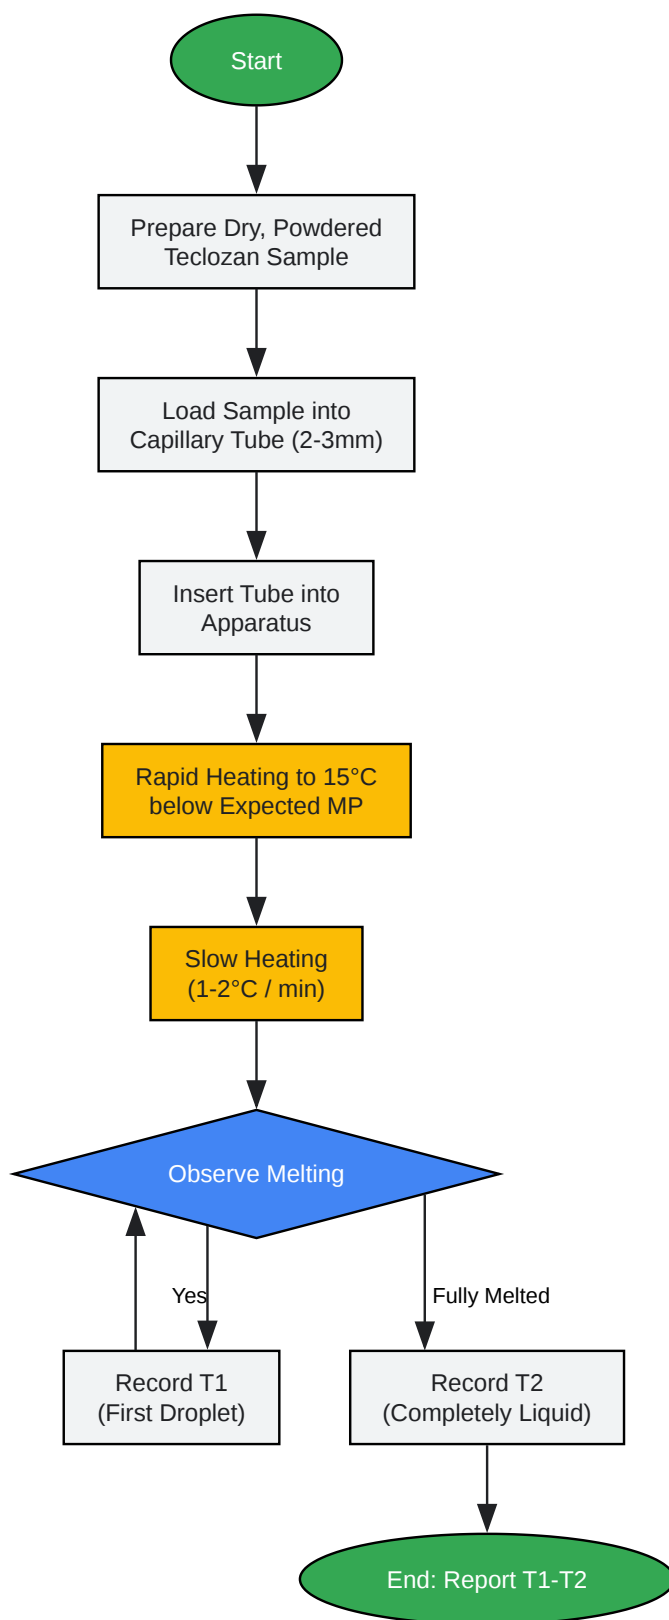 Start
Prepare Dry, Powdered
Teclozan Sample
Load Sample into
Capillary Tube (2-3mm)
Insert Tube into
Apparatus
Rapid Heating to 15°C
below Expected MP
Slow Heating
(1-2°C / min)
Observe Melting
Yes
Fully Melted
Record T1
(First Droplet)
Record T2
(Completely Liquid)
End: Report T1-T2